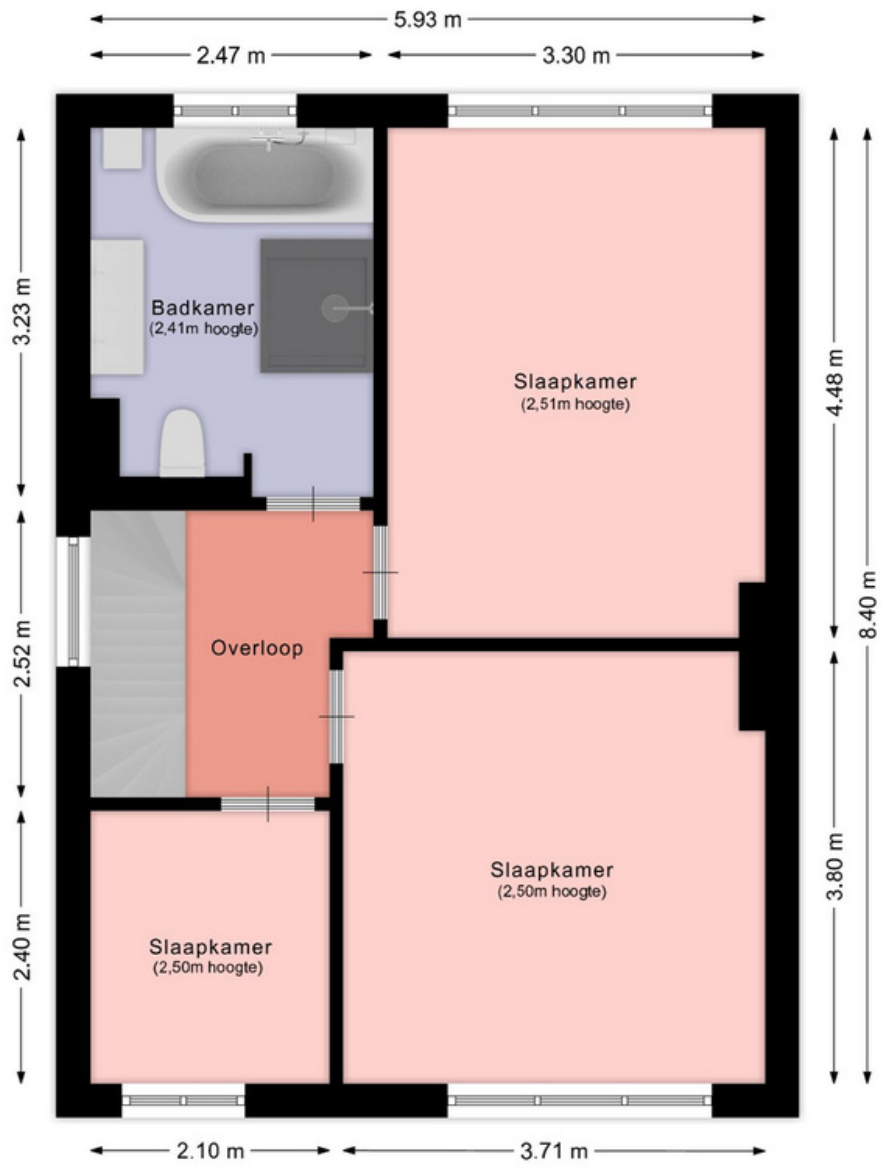 5.93 m
2.47 m
3.30 m
3.23 m
Badkamer
(2,41m hoogte)
Slaapkamer
(2,51m hoogte)
4.48 m
8.40 m
2.52 m
Overloop
3.80 m
Slaapkamer
(2,50m hoogte)
2.40 m
Slaapkamer
(2,50m hoogte)
2.10 m
3.71 m